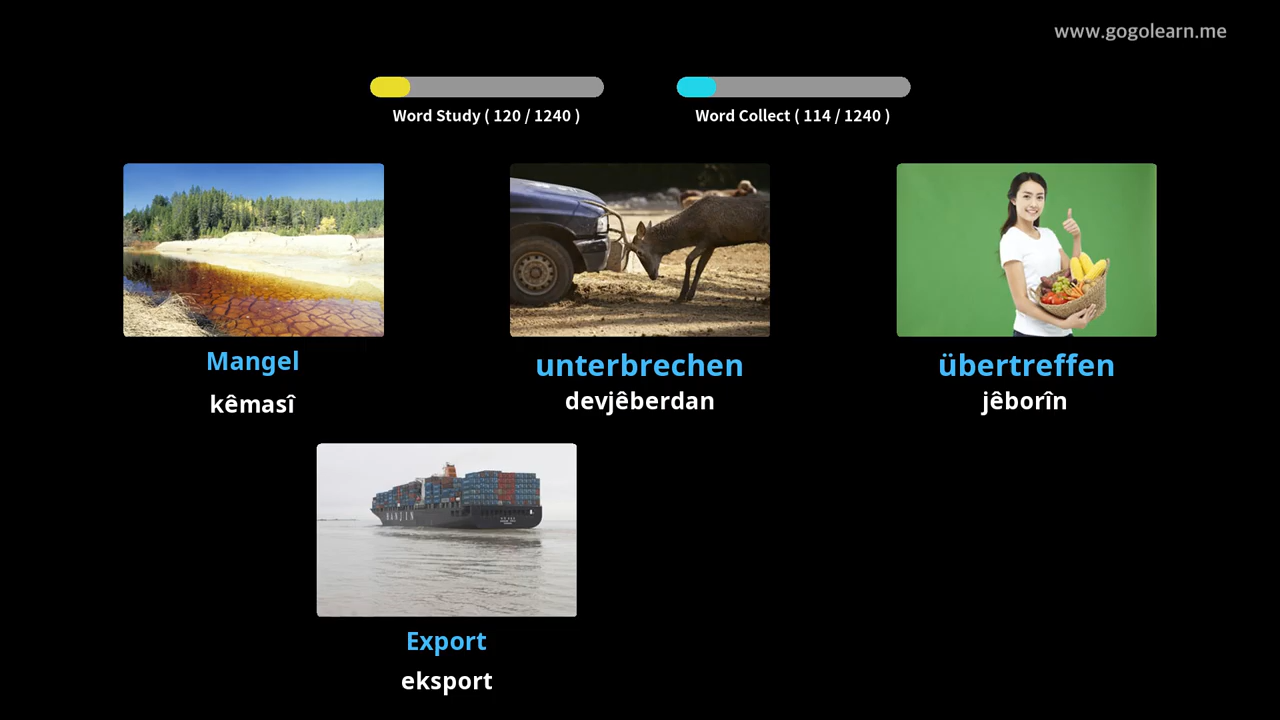 www.gogolearn.me
Word Study ( 120 / 1240 )
Word Collect ( 114 / 1240 )
Mangel
kêmasî
unterbrechen
devjêberdan
übertreffen
jêborîn
HANJIN
Export
eksport